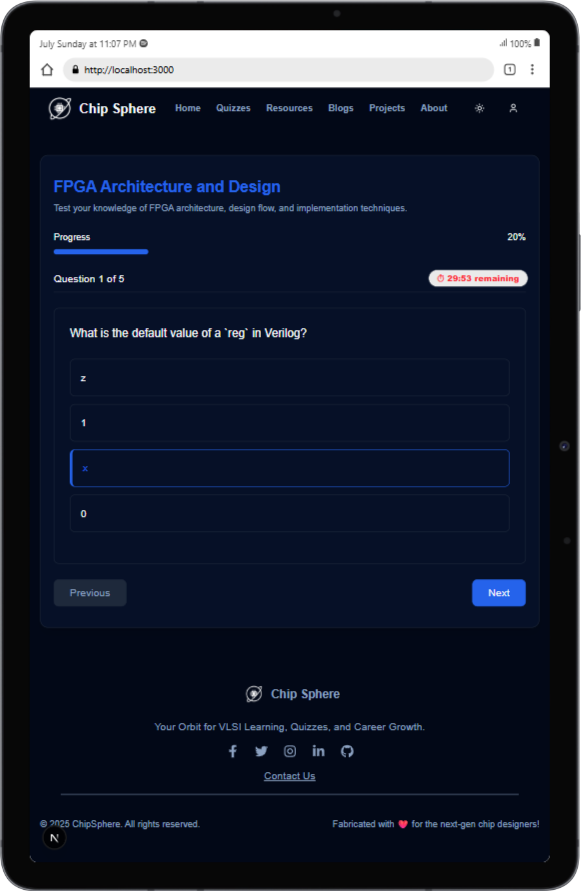 July Sunday at 11:07 PM
100%
http://localhost:3000
1
Chip Sphere Home Quizzes Resources Blogs Projects About
FPGA Architecture and Design
Test your knowledge of FPGA architecture, design flow, and implementation techniques.
Progress 20%
Question 1 of 5 29:53 remaining
What is the default value of a `reg` in Verilog?
z
1
x
0
Previous Next
Chip Sphere
Your Orbit for VLSI Learning, Quizzes, and Career Growth.
Contact Us
© 2025 ChipSphere. All rights reserved. Fabricated with ❤️ for the next-gen chip designers!
N